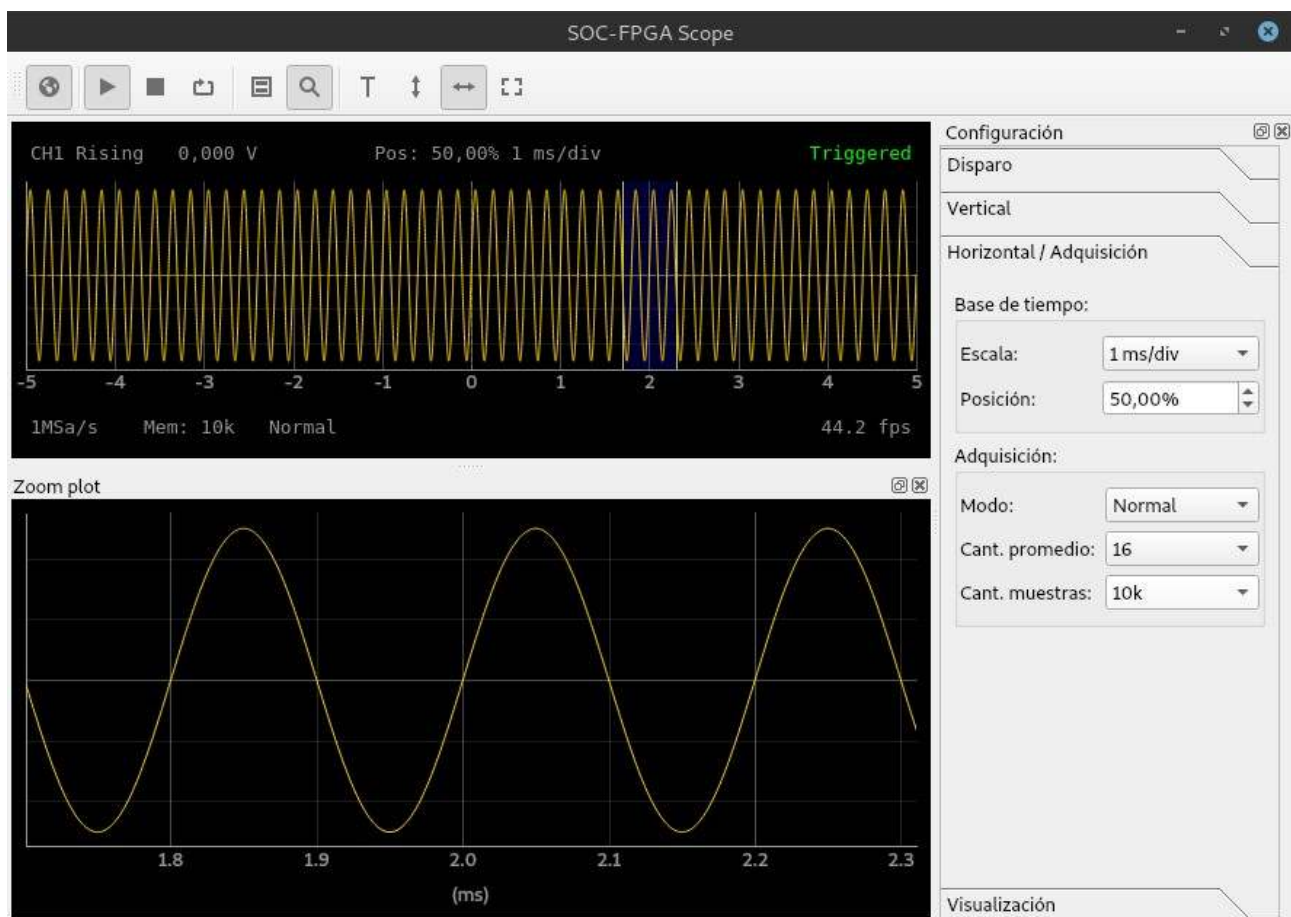 SOC-FPGA Scope
T
CH1 Rising 0,000 V Pos: 50,00% 1 ms/div Triggered
-5 -4 -3 -2 -1 0 1 2 3 4 5
1MSa/s Mem: 10k Normal 44.2 fps
Zoom plot
1.8 1.9 2.0 2.1 2.2 2.3
(ms)
Configuración
Disparo
Vertical
Horizontal / Adquisición
Base de tiempo:
Escala: 1 ms/div
Posición: 50,00%
Adquisición:
Modo: Normal
Cant. promedio: 16
Cant. muestras: 10k
Visualización